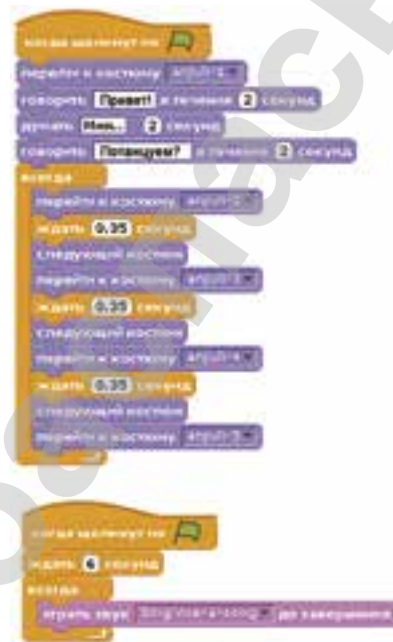 когда щелкнут по
перейти к костюму
говорить Привет! в течение 2 секунд
думать Ммм... 2 секунд
говорить Потанцуем? в течение 2 секунд
всегда
перейти к костюму
ждать 0.35 секунд
следующий костюм
перейти к костюму
ждать 0.35 секунд
следующий костюм
перейти к костюму
ждать 0.35 секунд
следующий костюм
перейти к костюму
когда щелкнут по
ждать 6 секунд
всегда
играть звук до завершения